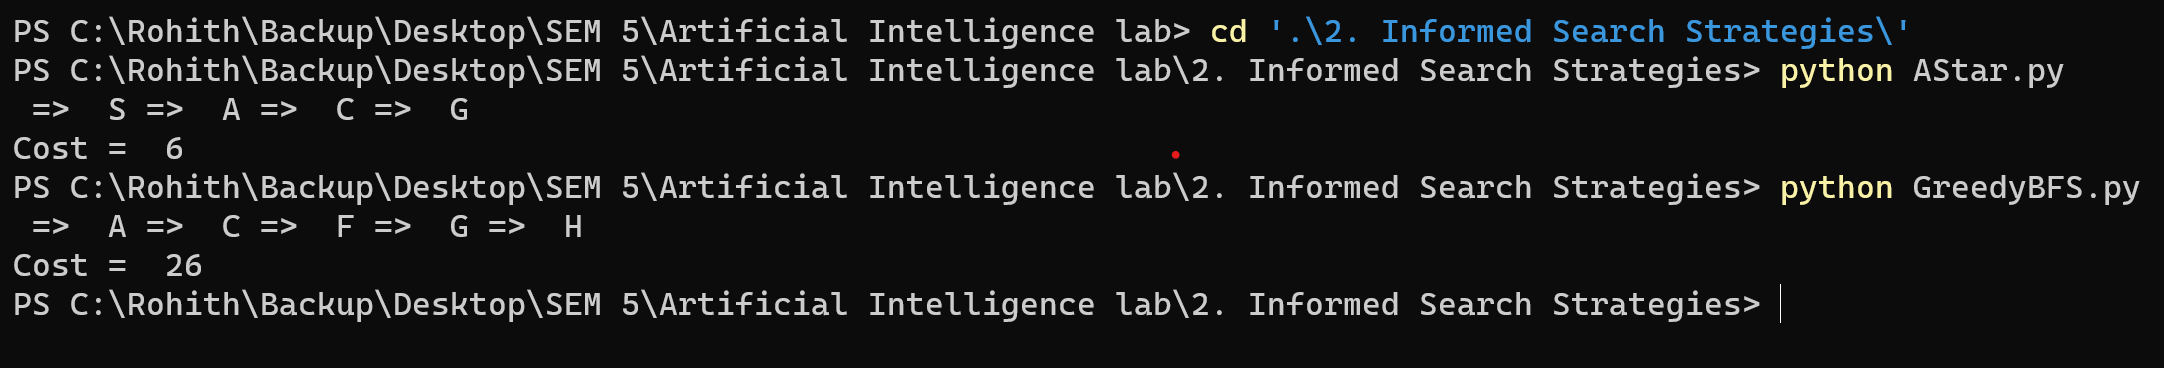 PS C:\Rohith\Backup\Desktop\SEM 5\Artificial Intelligence lab> cd '.\2. Informed Search Strategies\'
PS C:\Rohith\Backup\Desktop\SEM 5\Artificial Intelligence lab\2. Informed Search Strategies> python AStar.py
 =>  S =>  A =>  C =>  G
Cost =  6
PS C:\Rohith\Backup\Desktop\SEM 5\Artificial Intelligence lab\2. Informed Search Strategies> python GreedyBFS.py
 =>  A =>  C =>  F =>  G =>  H
Cost =  26
PS C:\Rohith\Backup\Desktop\SEM 5\Artificial Intelligence lab\2. Informed Search Strategies>